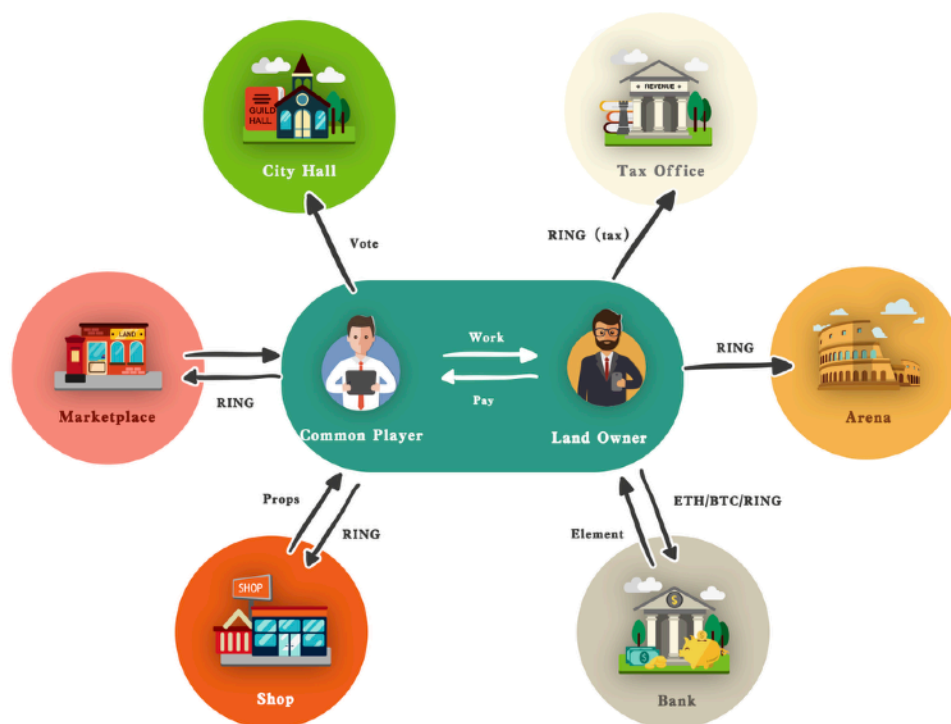 GUILD
HALL
City Hall
REVENUE
Tax Office
Vote
RING (tax)
LAND
Marketplace
RING
Work
Pay
Common Player
Land Owner
RING
Arena
Props
RING
SHOP
Shop
ETH/BTC/RING
Element
$
$
Bank